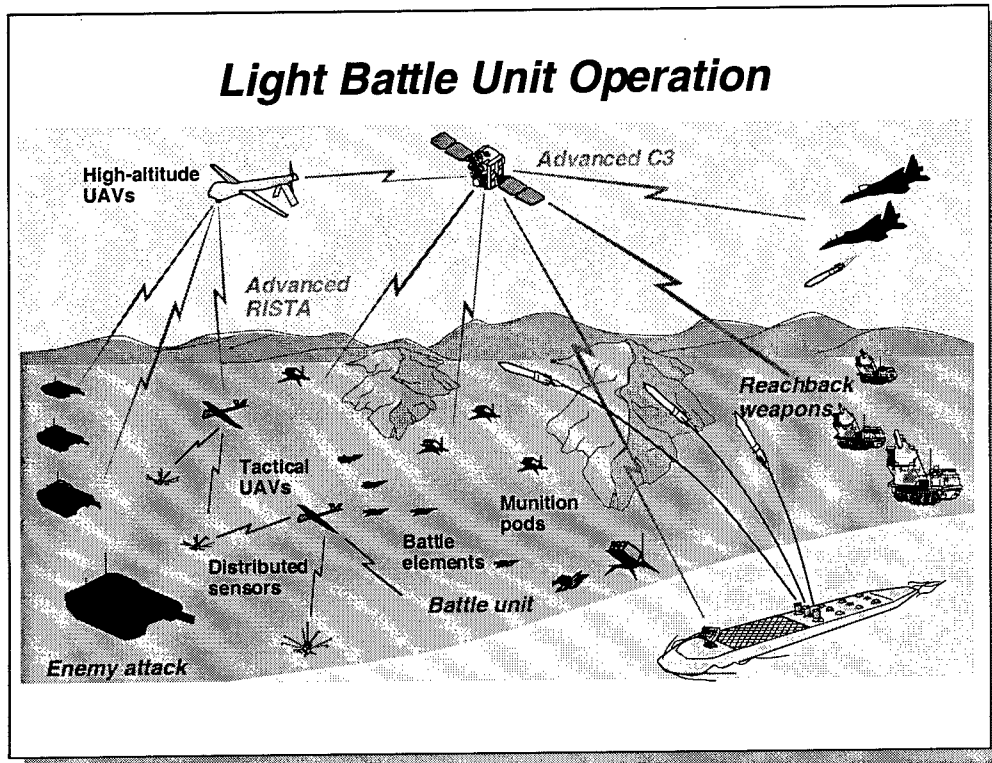 Light Battle Unit Operation
High-altitude
UAVs
Advanced C3
Advanced
RISTA
Reachback
weapons
Tactical
UAVs
Munition
pods
Distributed
sensors
Battle
elements
Battle unit
Enemy attack